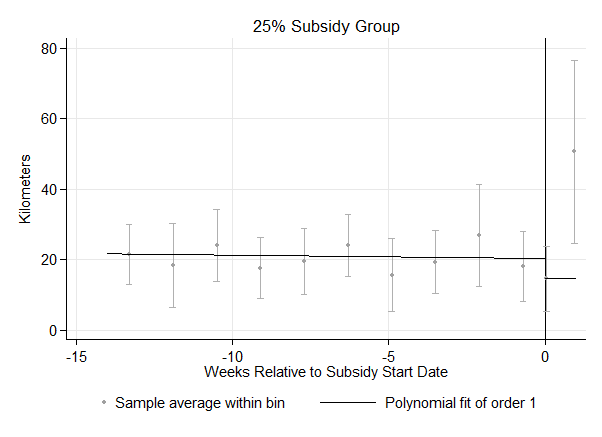 25% Subsidy Group
80
60
40
20
0
Kilometers
-15 -10 -5 0
Weeks Relative to Subsidy Start Date
Sample average within bin Polynomial fit of order 1